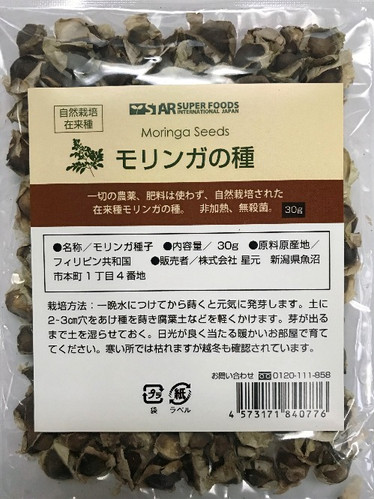 自然栽培
在来種
STAR SUPER FOODS
INTERNATIONAL JAPAN
Moringa Seeds
モリンガの種
一切の農薬、肥料は使わず、自然栽培された
在来種モリンガの種。 非加熱、無殺菌。 30g
●名称／モリンガ種子 ●内容量／ 30g ●原料原産地／
フィリピン共和国 ●販売者／株式会社 星元 新潟県魚沼
市本町１丁目４番地
栽培方法：一晩水につけてから蒔くと元気に発芽します。土に
2-3cm穴をあけ種を蒔き腐葉土などを軽くかけます。芽が出る
まで土を湿らせておく。日光が良く当たる暖かいお部屋で育て
てください。寒い所では枯れますが越冬も確認されています。
お問い合わせ 0120-111-858
プラ 紙
袋 ラベル
4 573171 840776